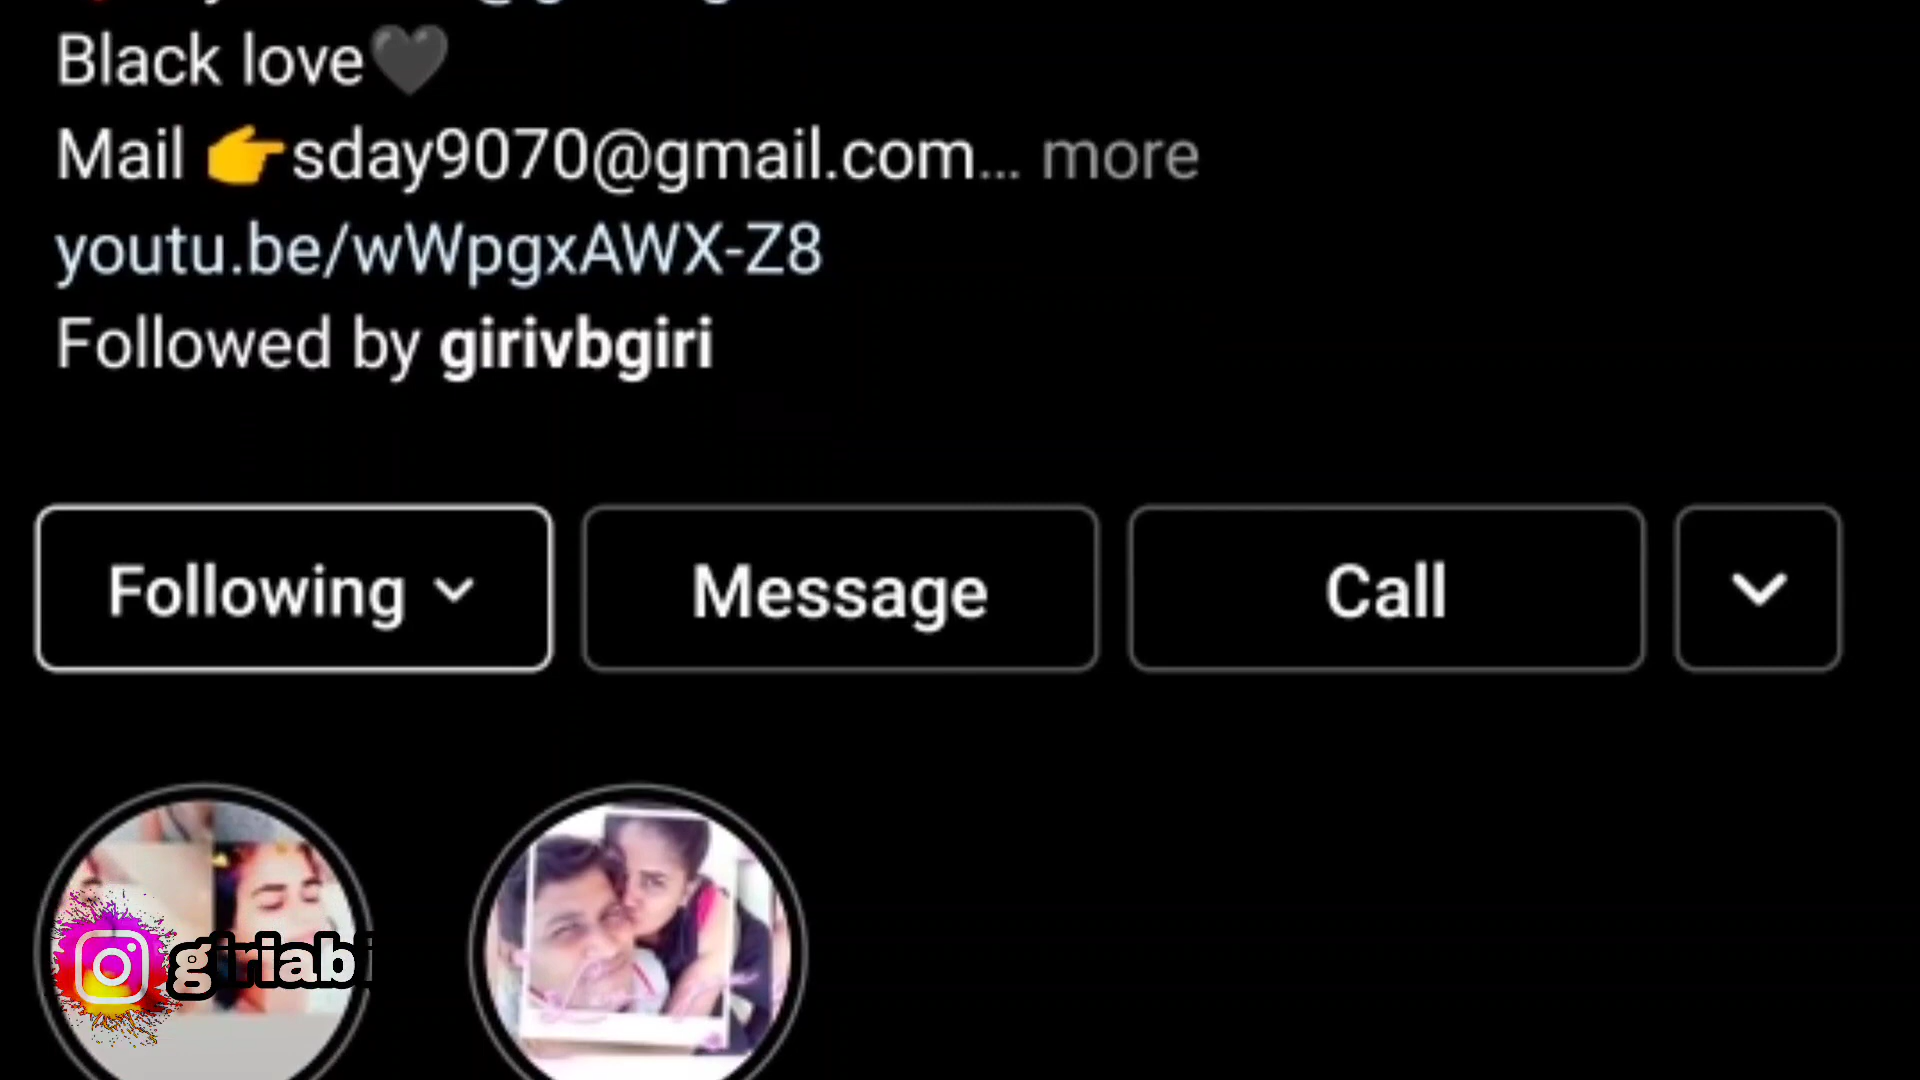 Black love🖤
Mail 👉sday9070@gmail.com... more
youtu.be/wWpgxAWX-Z8
Followed by girivbgiri
Following
Message
Call
giriabi